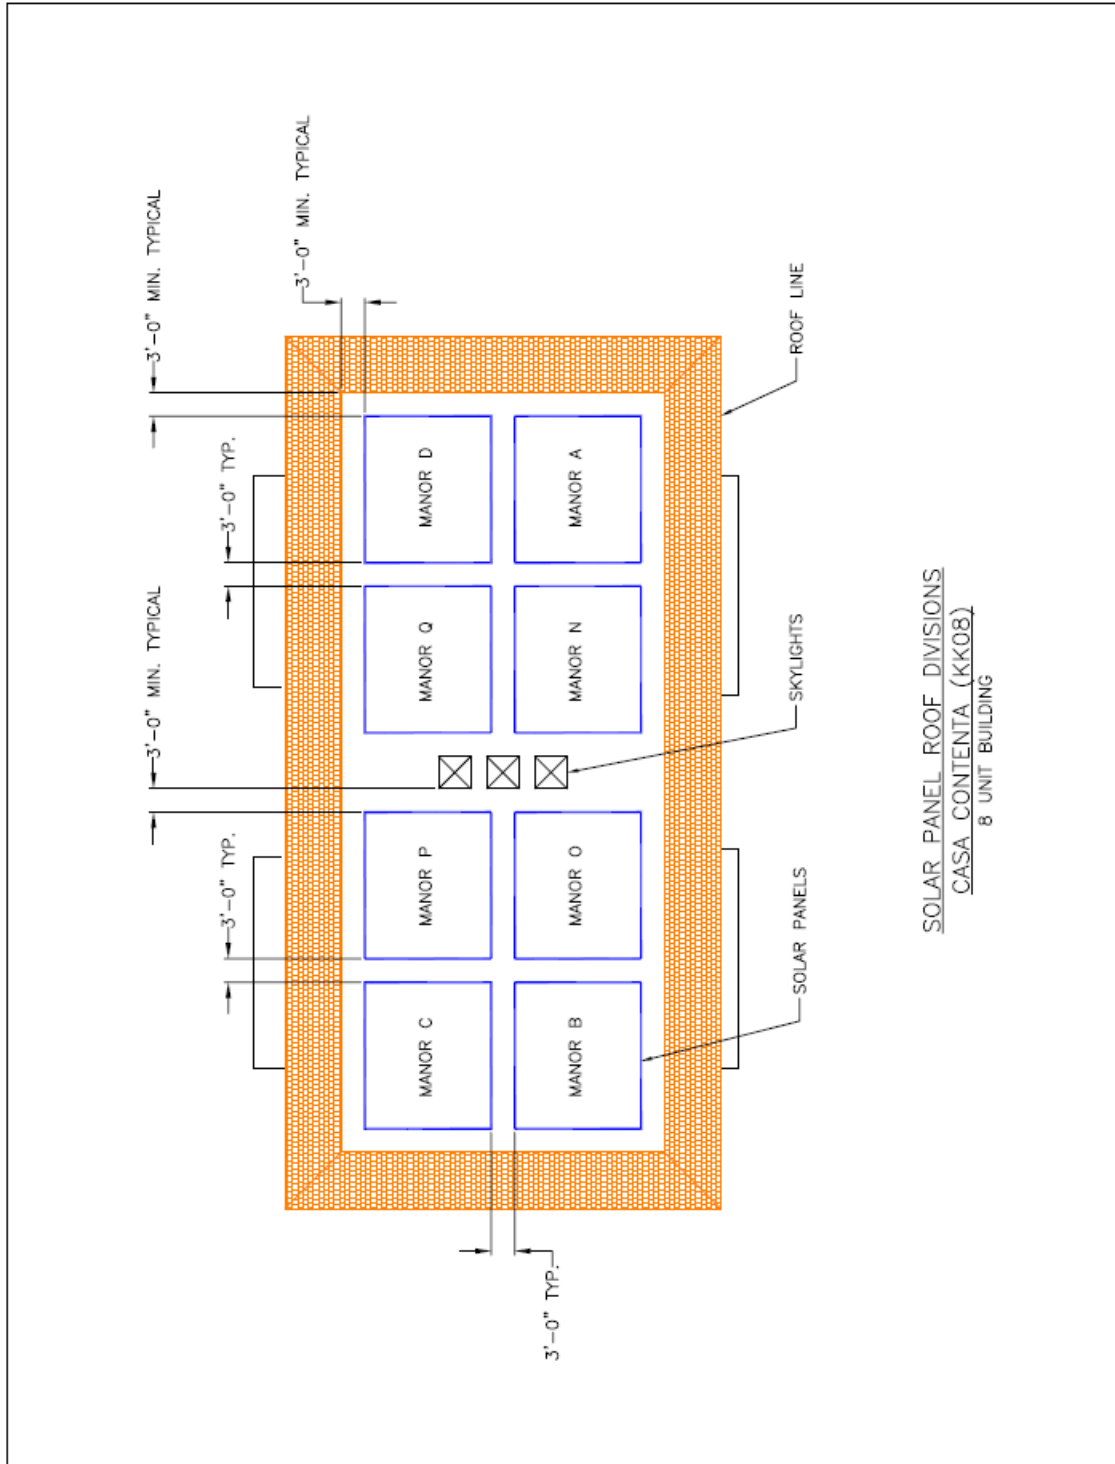 3'-0" MIN. TYPICAL
3'-0" TYP.
3'-0" MIN. TYPICAL
3'-0" TYP.
3'-0" MIN. TYPICAL
MANOR C
MANOR P
MANOR Q
MANOR D
MANOR B
MANOR O
MANOR N
MANOR A
3'-0" TYP.
SOLAR PANELS
SKYLIGHTS
ROOF LINE
SOLAR PANEL ROOF DIVISIONS
CASA CONTENTA (KK08)
8 UNIT BUILDING